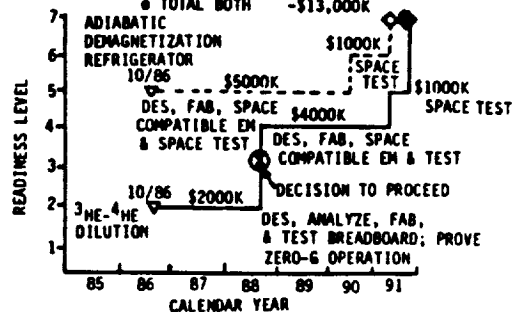 ● TOTAL BOTH -$13,000K
ADIABATIC
DEMAGNETIZATION
REFRIGERATOR
10/86
$5000K
$1000K
SPACE
TEST
$1000K
SPACE TEST
DES, FAB, SPACE
COMPATIBLE EM
& SPACE TEST
$4000K
DES, FAB, SPACE
COMPATIBLE EM & TEST
DECISION TO PROCEED
10/86
$2000K
3HE-4HE
DILUTION
DES, ANALYZE, FAB,
& TEST BREADBOARD; PROVE
ZERO-G OPERATION
READINESS LEVEL
7
6
5
4
3
2
1
85 86 87 88 89 90 91
CALENDAR YEAR